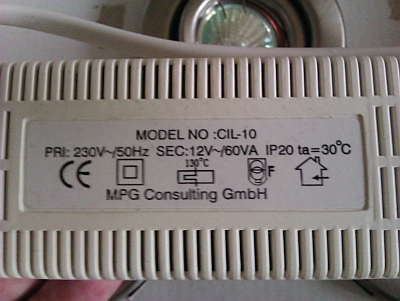 MODEL NO :CIL-10
PRI: 230V~/50Hz SEC:12V~/60VA IP20 ta=30°C
CE 130°C F
MPG Consulting GmbH